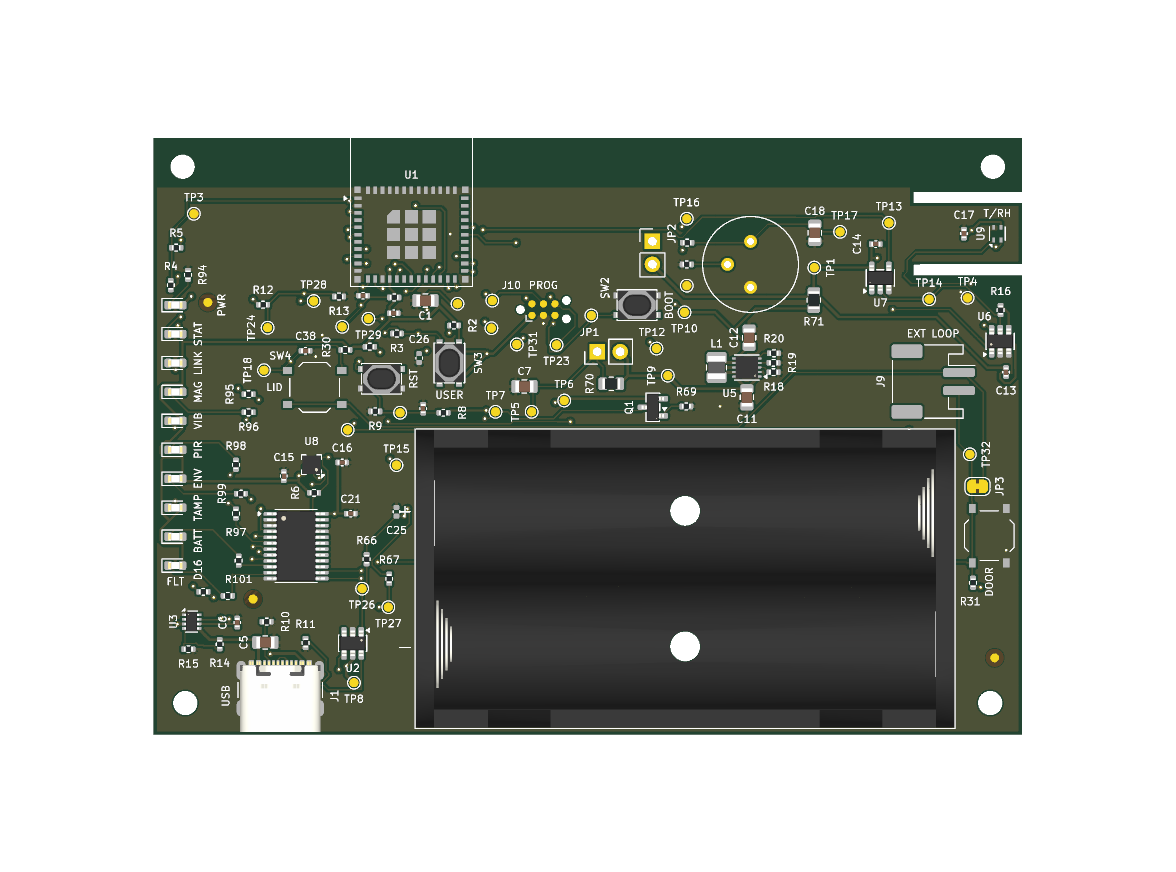 U1
TP3
TP16
C18
TP17
TP13
C17
T/RH
R5
JP2
C14
U9
R4
R94
TP1
TP28
J10 PROG
SW2
U7
TP14
TP4
R16
R12
PWR
R13
C1
BOOT
R71
U6
TP24
STAT
C38
R30
TP29
R3
C26
R2
TP31
TP23
JP1
TP12
TP10
C12
R20
EXT LOOP
TP18
SW4
LINK
L1
R19
LID
RST
SW3
C7
TP6
R70
TP9
R18
J9
C13
MAG
R95
USER
TP7
TP5
Q1
R69
U5
C11
VIB
R96
R9
R8
U8
R98
C16
TP15
PIR
C15
TP32
ENV
R99
R6
C21
JP3
TAMP
R97
C25
+
BATT
R66
R67
D16
R101
FLT
TP26
DOOR
R31
U3
C6
R10
R11
TP27
C5
R15
R14
U2
USB
J1
TP8